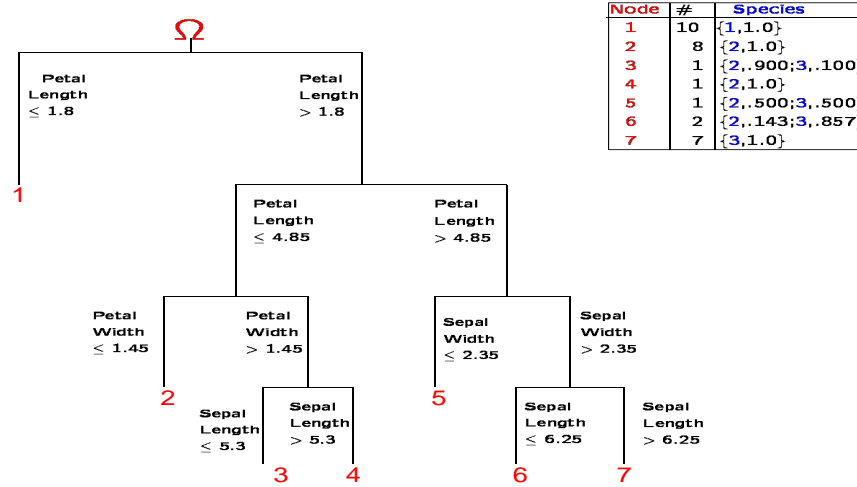 Ω
Node # Species
1 10 {1,1.0}
2 8 {2,1.0}
3 1 {2,.900;3,.100
4 1 {2,1.0}
5 1 {2,.500;3,.500
6 2 {2,.143;3,.857
7 7 {3,1.0}
Petal
Length
≤ 1.8
Petal
Length
> 1.8
1
Petal
Length
≤ 4.85
Petal
Length
> 4.85
Petal
Width
≤ 1.45
Petal
Width
> 1.45
Sepal
Width
≤ 2.35
Sepal
Width
> 2.35
2
5
Sepal
Length
≤ 5.3
Sepal
Length
> 5.3
Sepal
Length
≤ 6.25
Sepal
Length
> 6.25
3
4
6
7